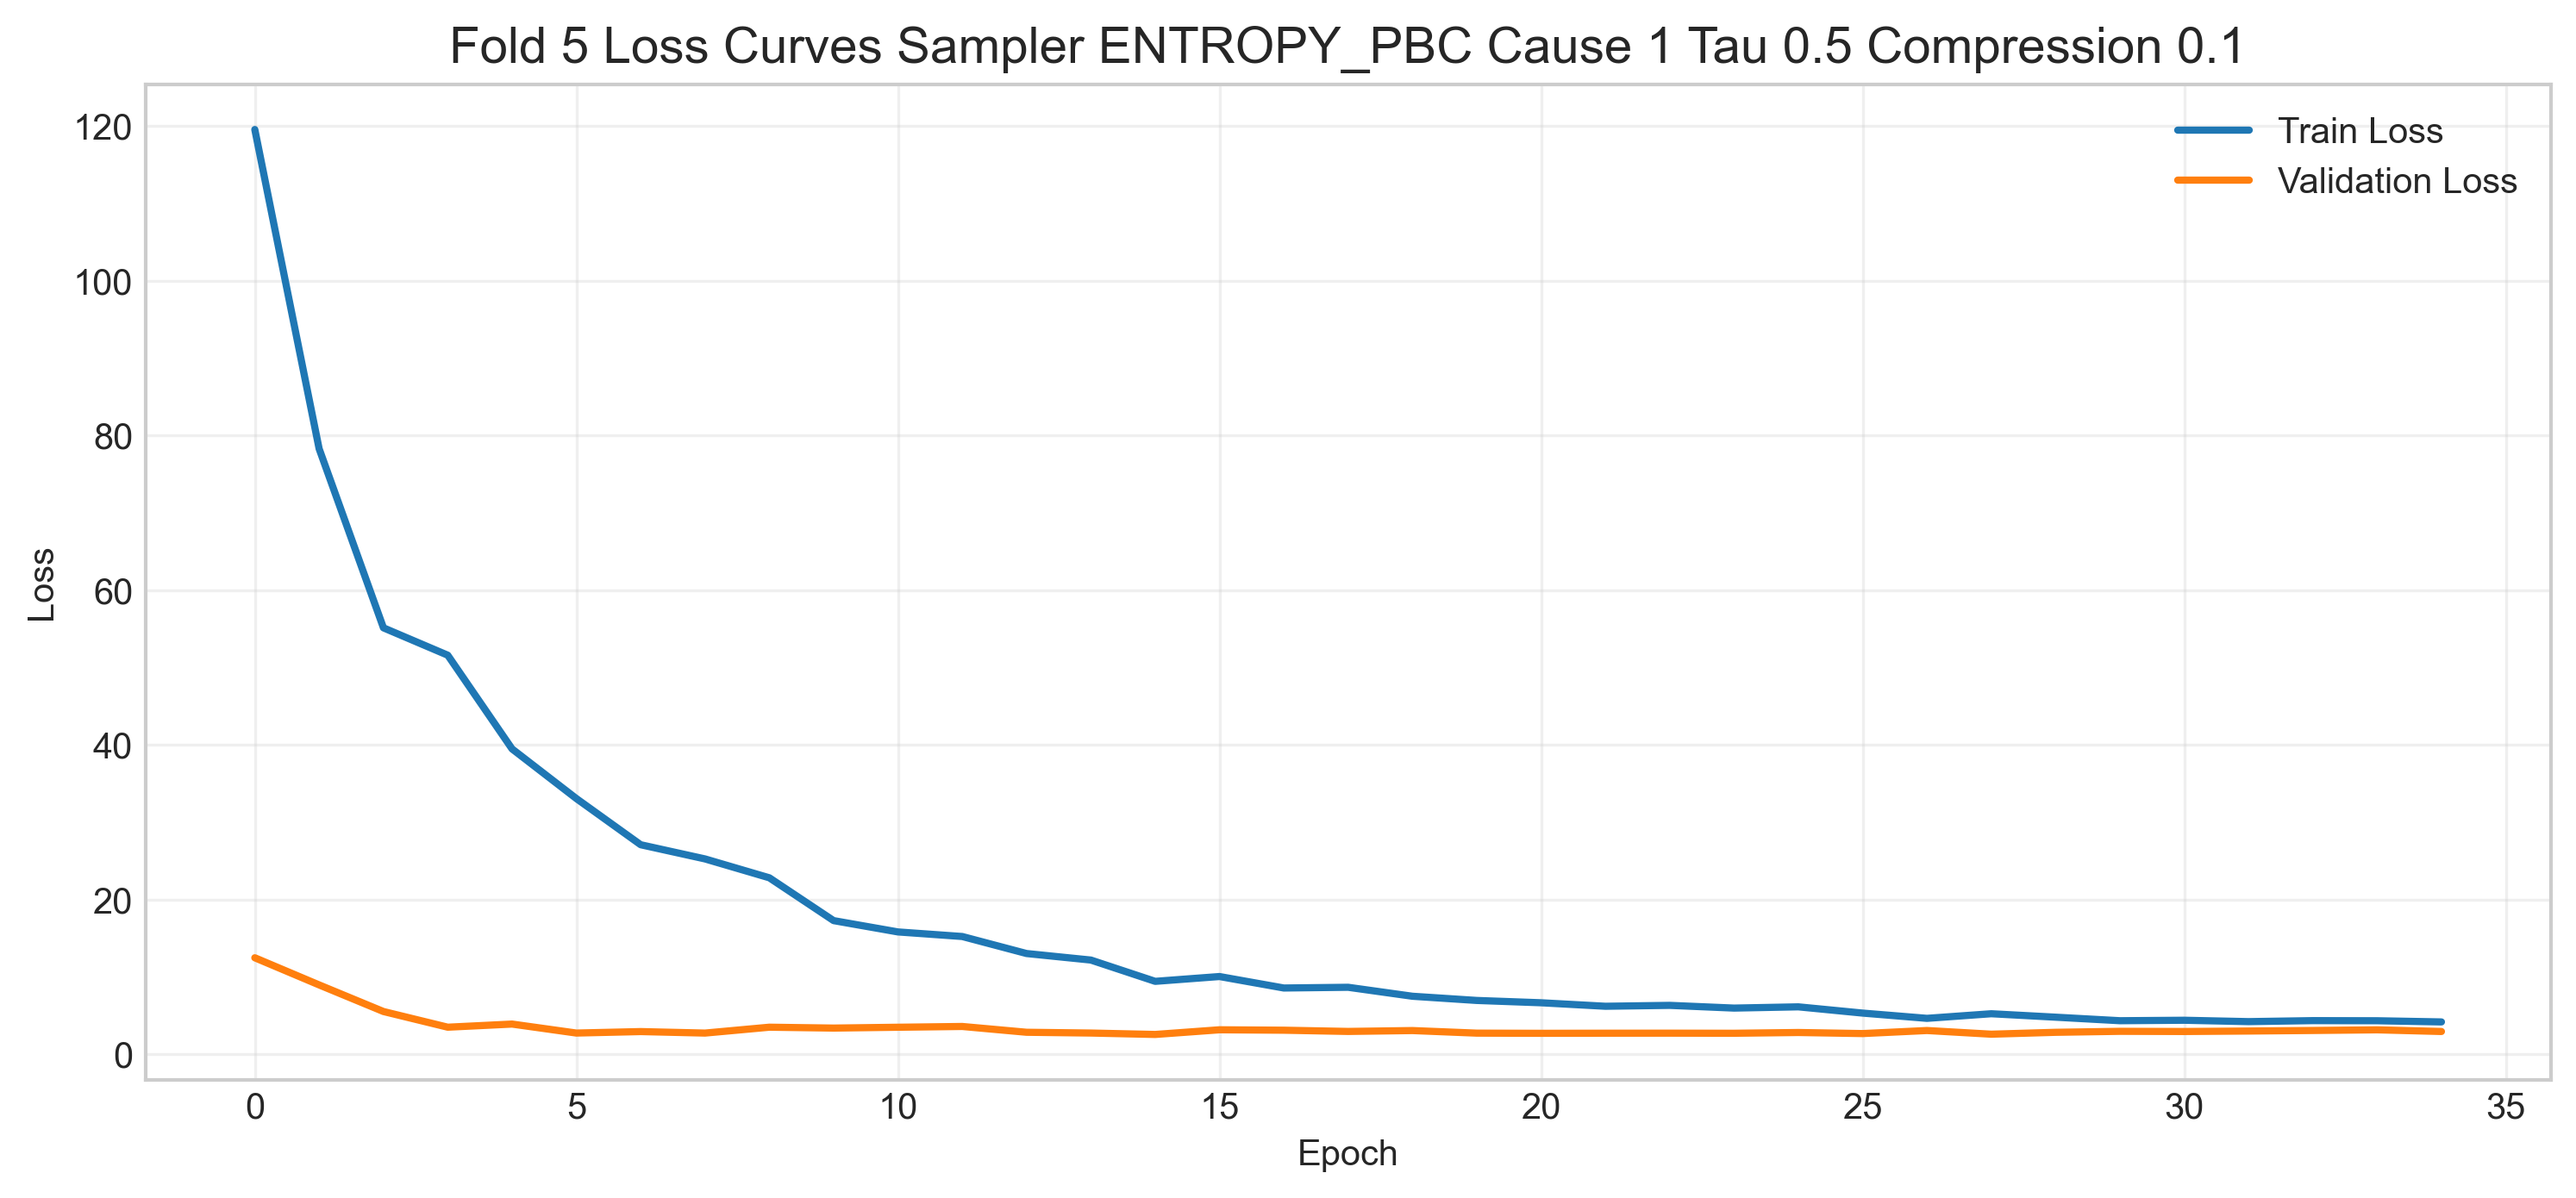 Fold 5 Loss Curves Sampler ENTROPY_PBC Cause 1 Tau 0.5 Compression 0.1
Train Loss
Validation Loss
Loss
120
100
80
60
40
20
0
0 5 10 15 20 25 30 35
Epoch